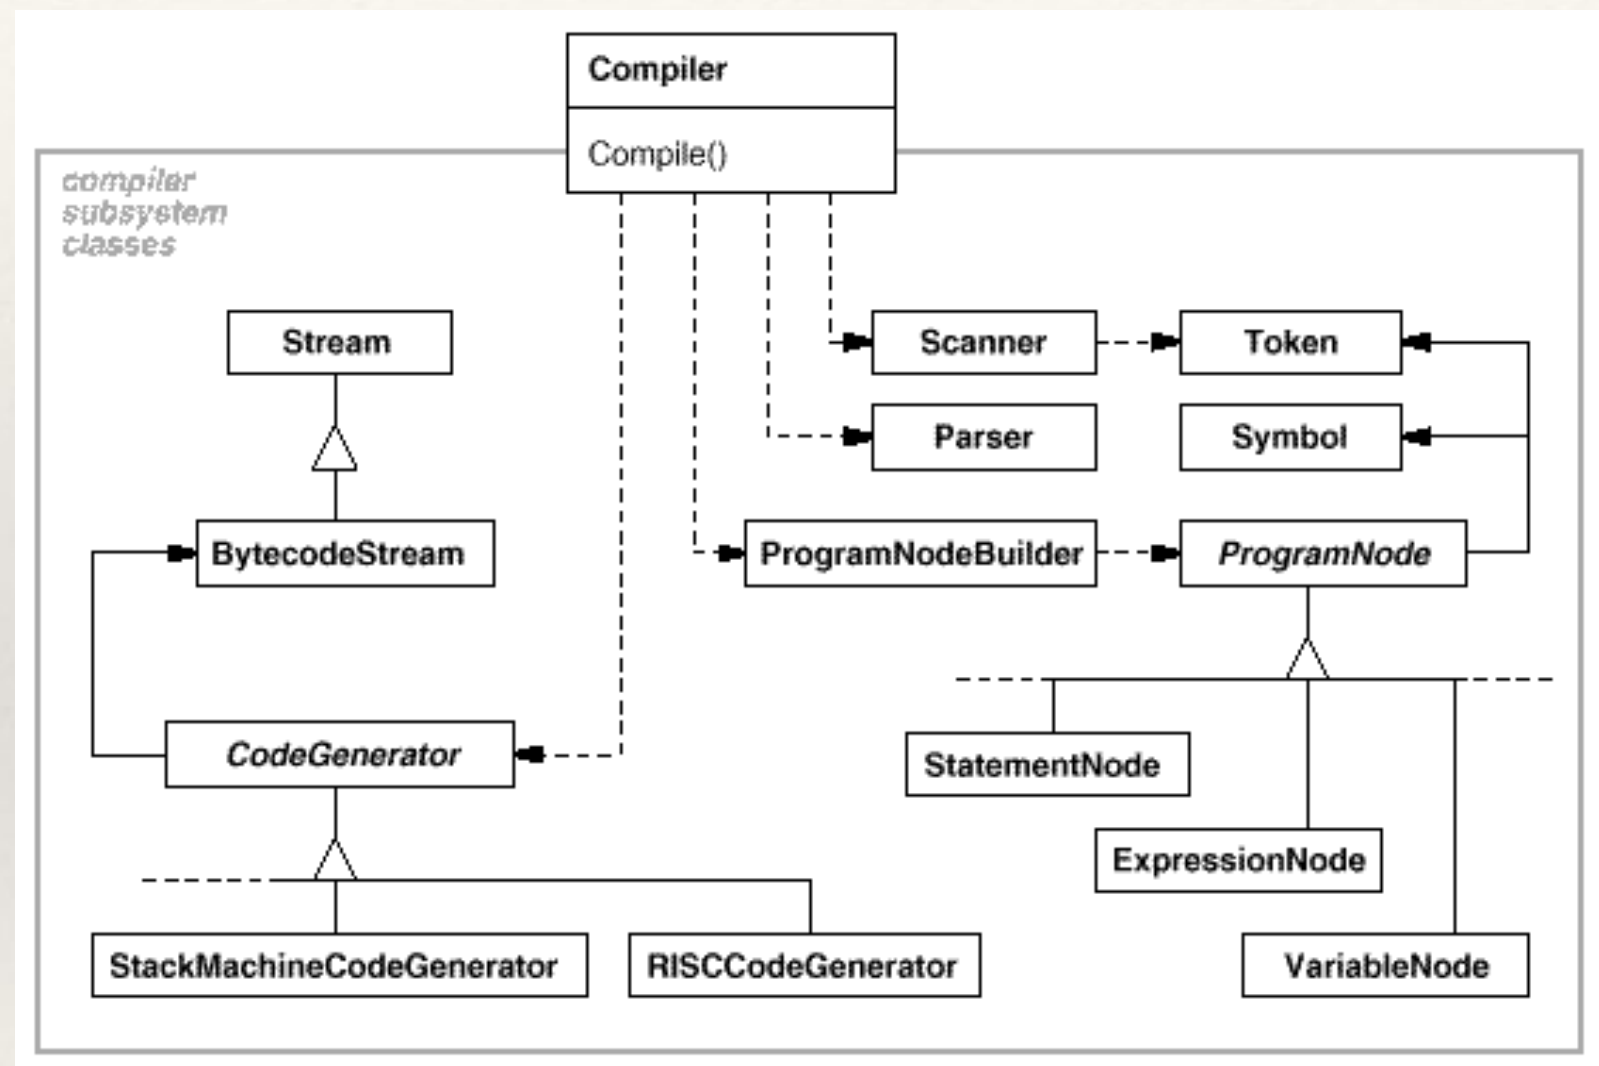 Compiler
Compile()
compiler
subsystem
classes
Stream
Scanner
Token
Parser
Symbol
BytecodeStream
ProgramNodeBuilder
ProgramNode
CodeGenerator
StatementNode
ExpressionNode
StackMachineCodeGenerator
RISCCodeGenerator
VariableNode